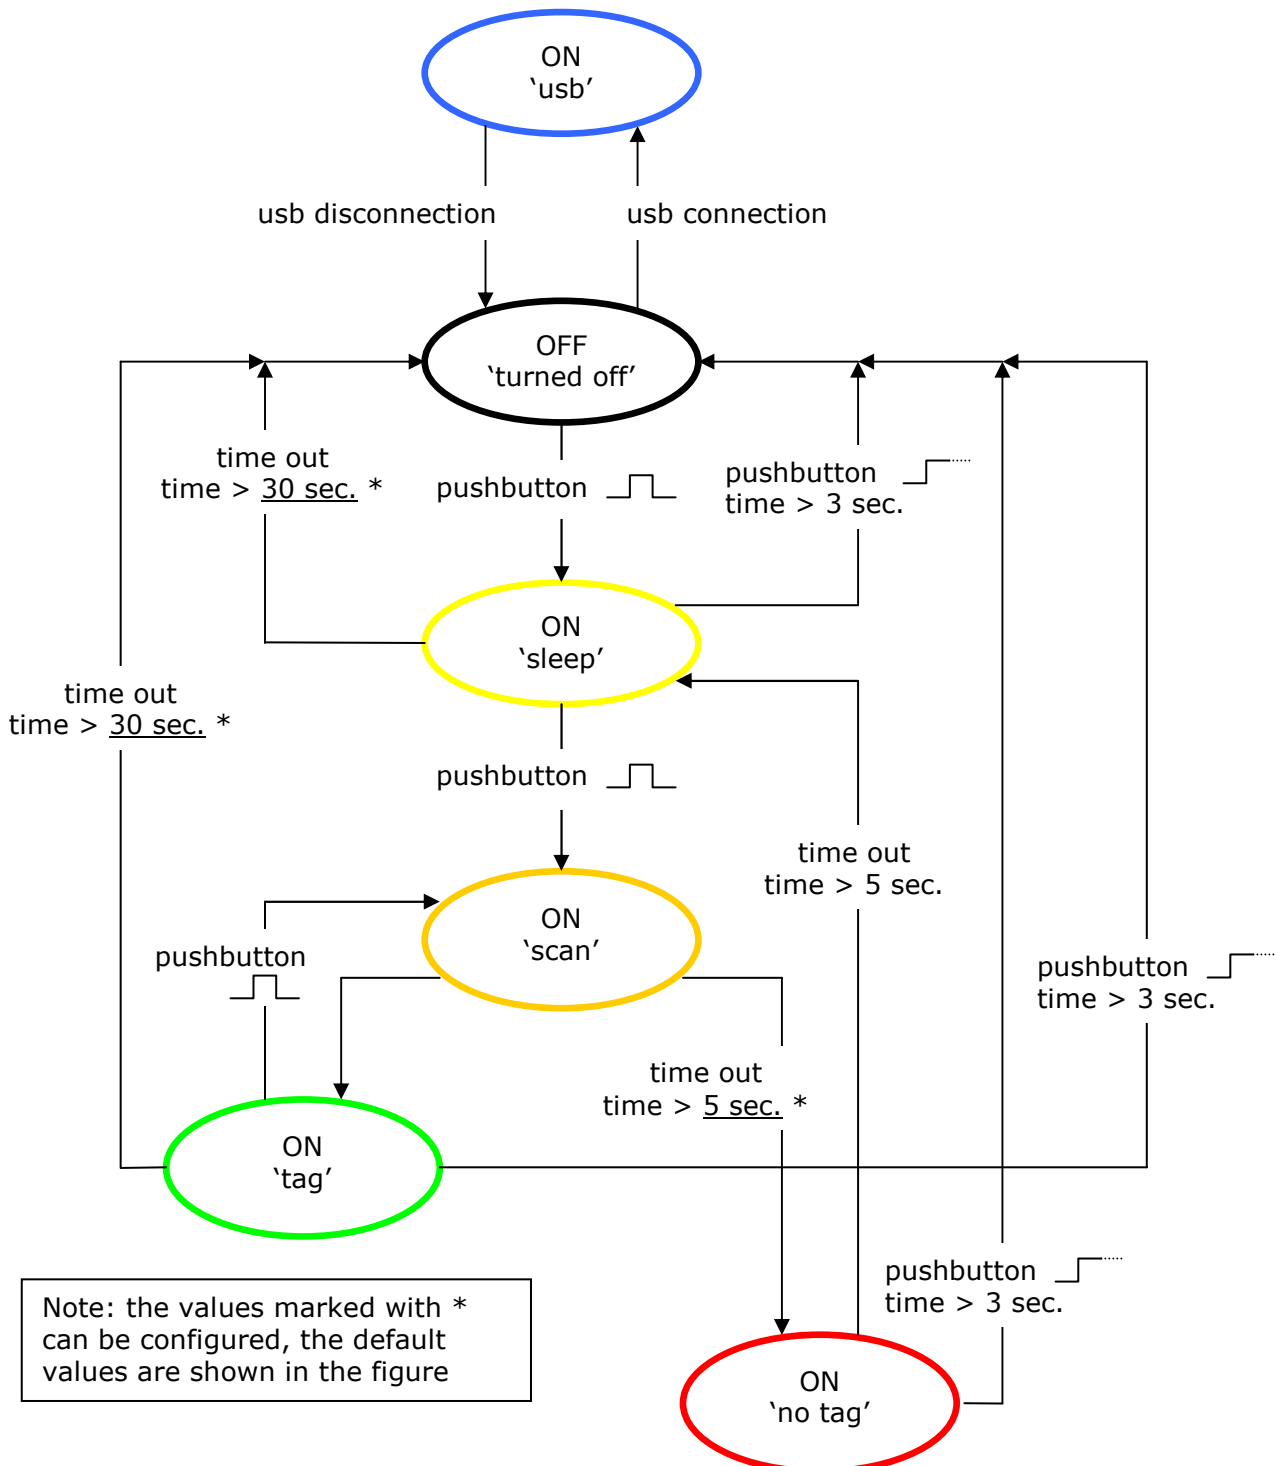 ON
‘usb’
usb disconnection
usb connection
OFF
‘turned off’
time out
time > 30 sec. *
pushbutton
pushbutton
time > 3 sec.
ON
‘sleep’
time out
time > 30 sec. *
pushbutton
time out
time > 5 sec.
ON
‘scan’
pushbutton
pushbutton
time > 3 sec.
time out
time > 5 sec. *
ON
‘tag’
pushbutton
time > 3 sec.
Note: the values marked with *
can be configured, the default
values are shown in the figure
ON
‘no tag’